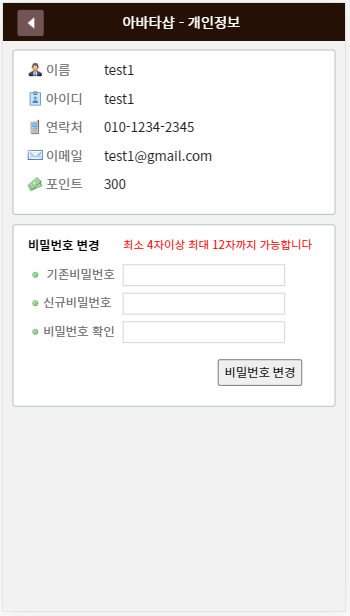 아바타샵 - 개인정보
이름 test1
아이디 test1
연락처 010-1234-2345
이메일 test1@gmail.com
포인트 300
비밀번호 변경 최소 4자이상 최대 12자까지 가능합니다
기존비밀번호
신규비밀번호
비밀번호 확인
비밀번호 변경